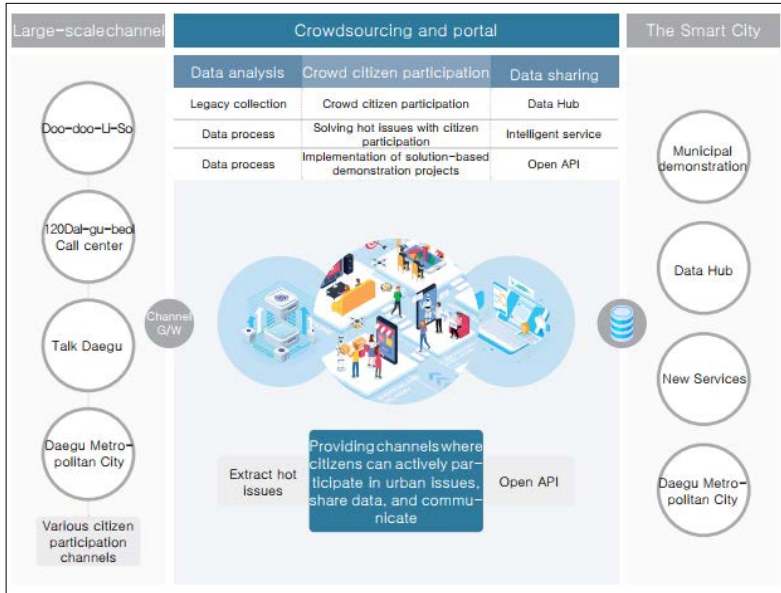 Large-scalechannel
Doo-doo-Li-So
120Dal-gu-beol
Call center
Talk Daegu
Daegu Metro-
politan City
Various citizen
participation
channels
Channel
G/W
Crowdsourcing and portal
Data analysis Crowd citizen participation Data sharing
Legacy collection Crowd citizen participation Data Hub
Data process Solving hot issues with citizen participation Intelligent service
Data process Implementation of solution-based demonstration projects Open API
Extract hot
issues
Providing channels where
citizens can actively par-
ticipate in urban issues,
share data, and commu-
nicate
Open API
The Smart City
Municipal
demonstration
Data Hub
New Services
Daegu Metro-
politan City